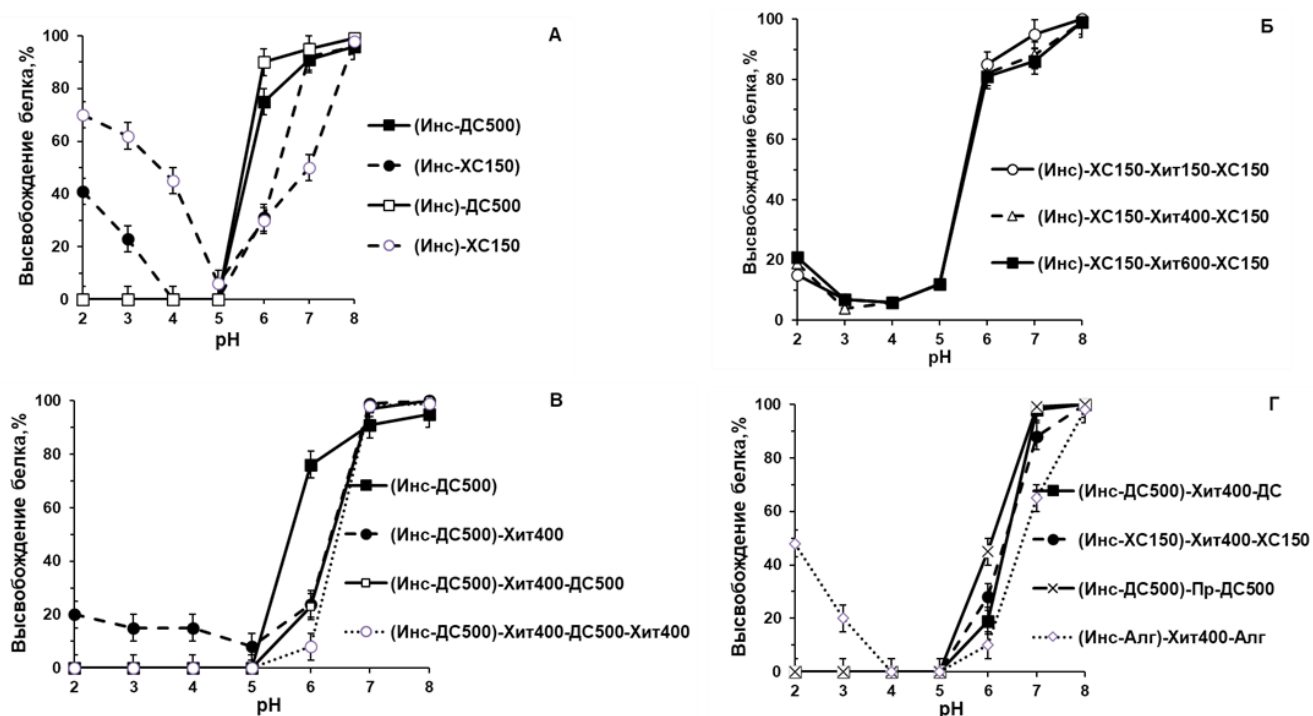 А
Высвобождение белка,%
100
80
60
40
20
0
2 3 4 5 6 7 8
pH
(Инс-ДС500)
(Инс-ХС150)
(Инс)-ДС500
(Инс)-ХС150
Б
Высвобождение белка,%
100
80
60
40
20
0
2 3 4 5 6 7 8
pH
(Инс)-ХС150-Хит150-ХС150
(Инс)-ХС150-Хит400-ХС150
(Инс)-ХС150-Хит600-ХС150
В
Высвобождение белка,%
100
80
60
40
20
0
2 3 4 5 6 7 8
pH
(Инс-ДС500)
(Инс-ДС500)-Хит400
(Инс-ДС500)-Хит400-ДС500
(Инс-ДС500)-Хит400-ДС500-Хит400
Г
Высвобождение белка,%
100
80
60
40
20
0
2 3 4 5 6 7 8
pH
(Инс-ДС500)-Хит400-ДС
(Инс-ХС150)-Хит400-ХС150
(Инс-ДС500)-Пр-ДС500
(Инс-Алг)-Хит400-Алг